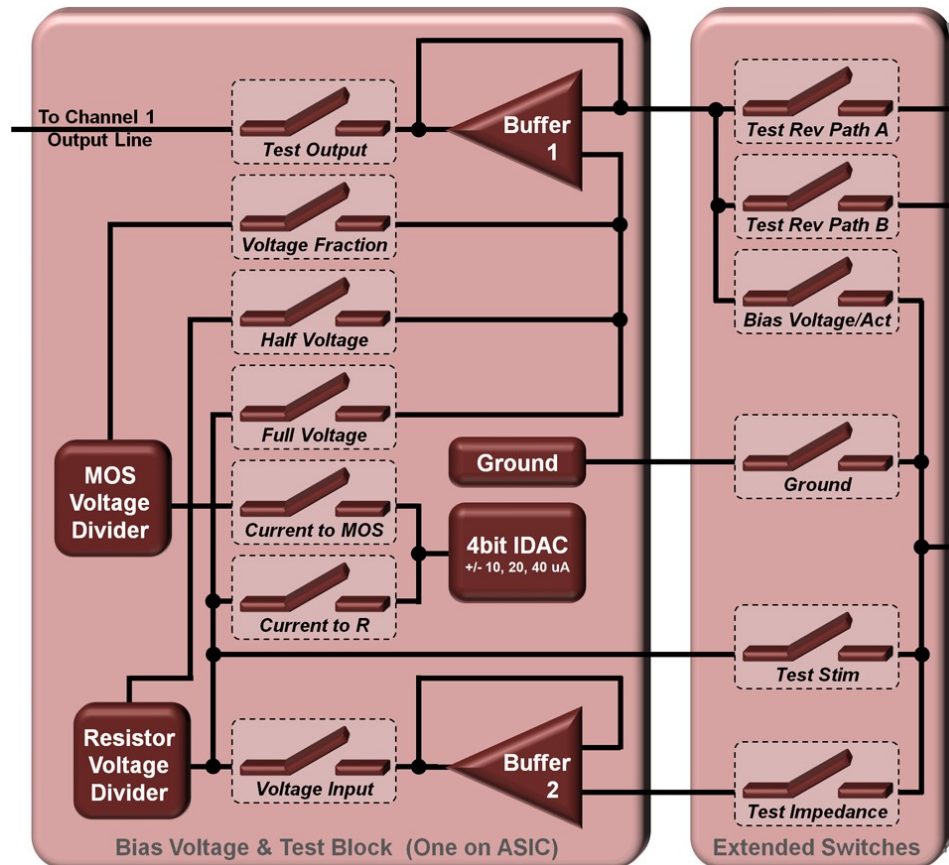 To Channel 1
Output Line
Test Output
Buffer
1
Voltage Fraction
Half Voltage
Full Voltage
MOS
Voltage
Divider
Current to MOS
Current to R
Ground
4bit IDAC
+/- 10, 20, 40 uA
Resistor
Voltage
Divider
Voltage Input
Buffer
2
Bias Voltage & Test Block (One on ASIC)
Test Rev Path A
Test Rev Path B
Bias Voltage/Act
Ground
Test Stim
Test Impedance
Extended Switches